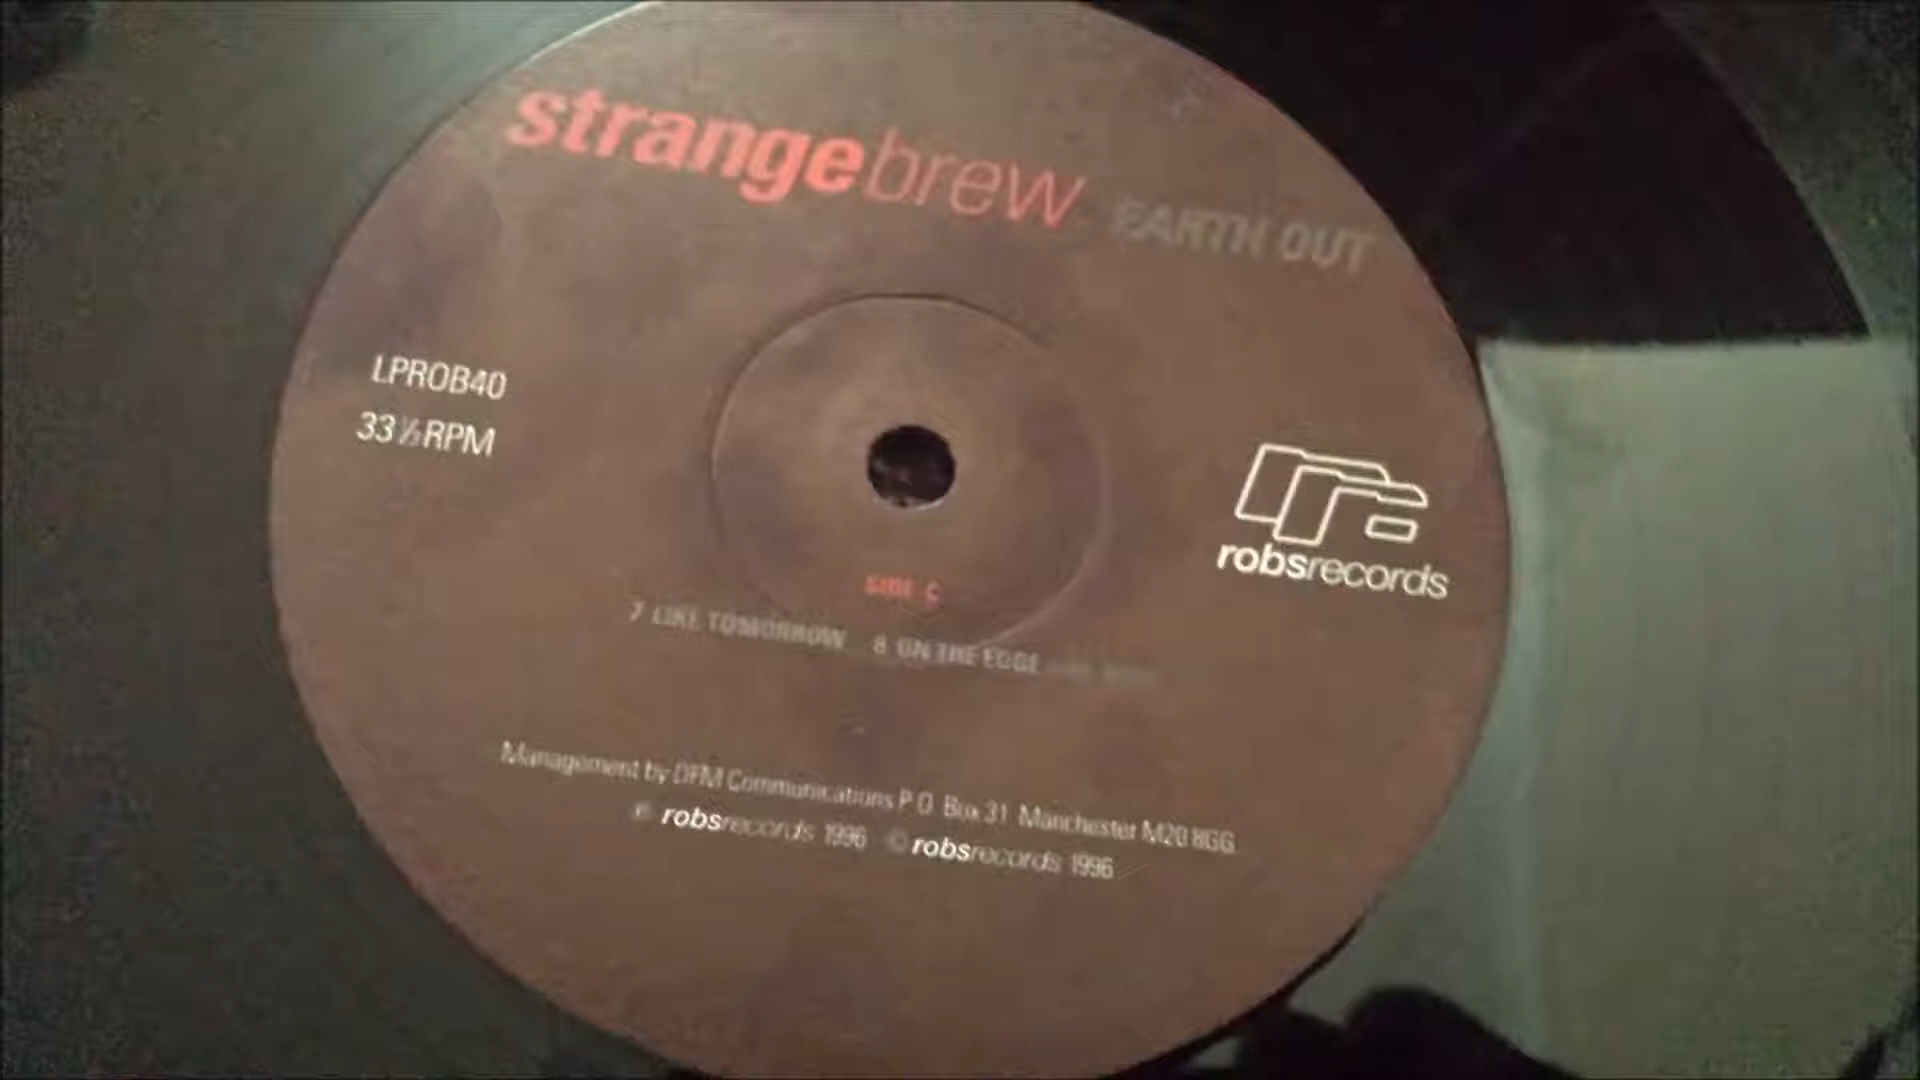 strangebrew EARTH OUT
LPROB40
33⅓RPM
robsrecords
SIDE C
7 LIKE TOMORROW 8 ON THE EDGE
Management by DFM Communications P.O. Box 31 Manchester M20 8GG.
℗ robsrecords 1996 © robsrecords 1996